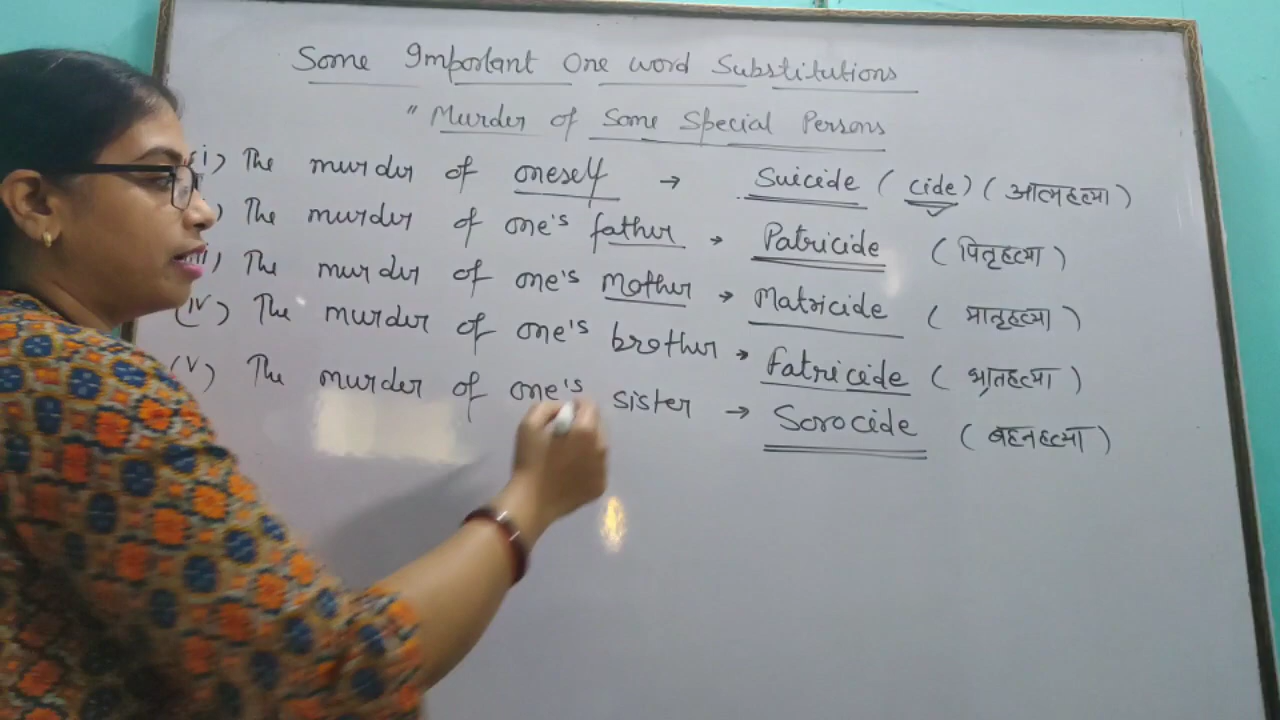 Some Important One word Substitutions
" Murder of Some Special Persons
(i) The murder of oneself → Suicide (cide) (आत्महत्या)
) The murder of one's father → Patricide (पितृहत्या)
i) The murder of one's Mother → Matricide (मातृहत्या)
(iv) The murder of one's brother → Fatricide (भ्रातृहत्या)
(v) The murder of one's sister → Sorocide (बहनहत्या)